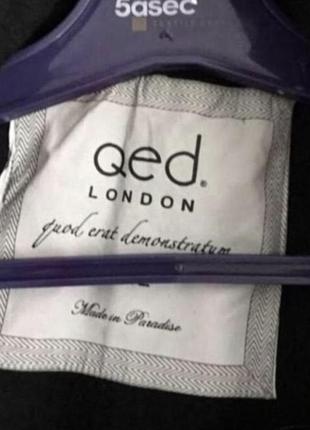 5asec
Qed®
LONDON
quod erat demonstratum
Made in Paradise